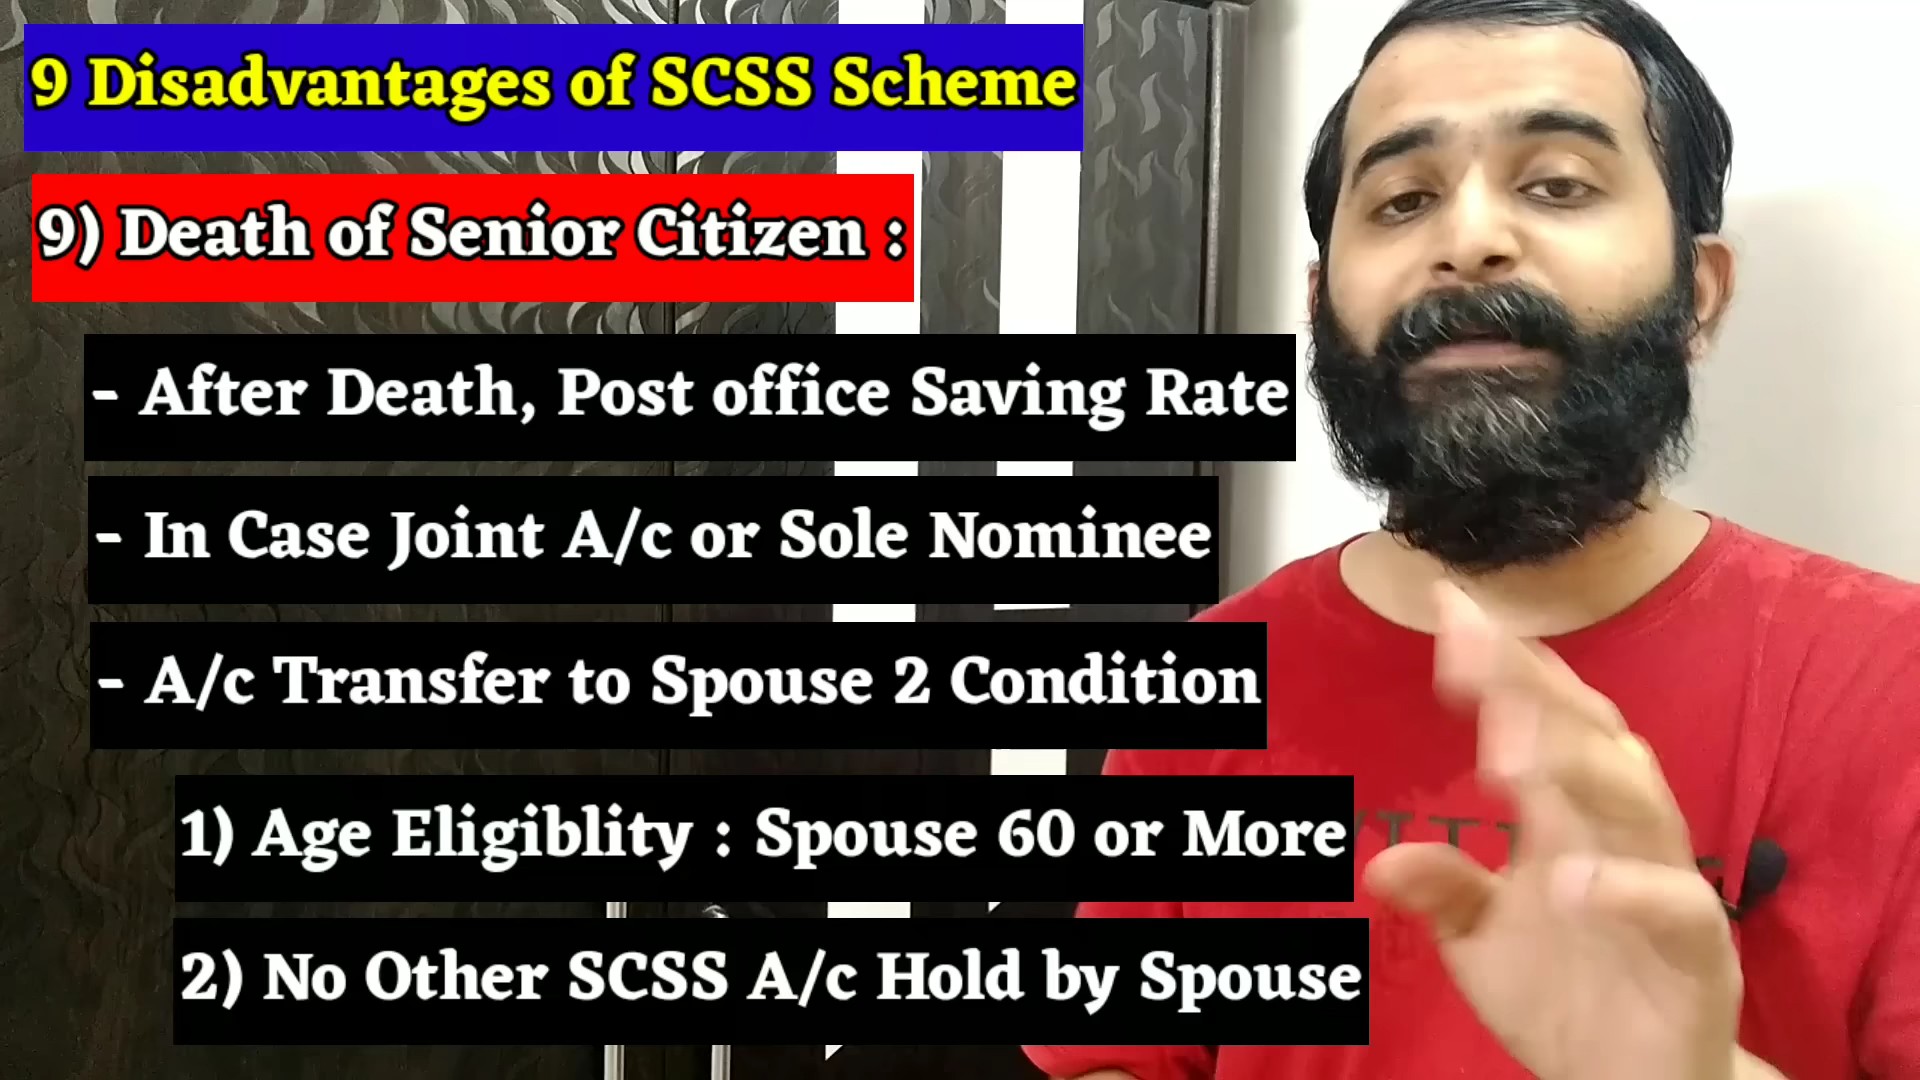 9 Disadvantages of SCSS Scheme
9) Death of Senior Citizen :
- After Death, Post office Saving Rate
- In Case Joint A/c or Sole Nominee
- A/c Transfer to Spouse 2 Condition
1) Age Eligiblity : Spouse 60 or More
2) No Other SCSS A/c Hold by Spouse